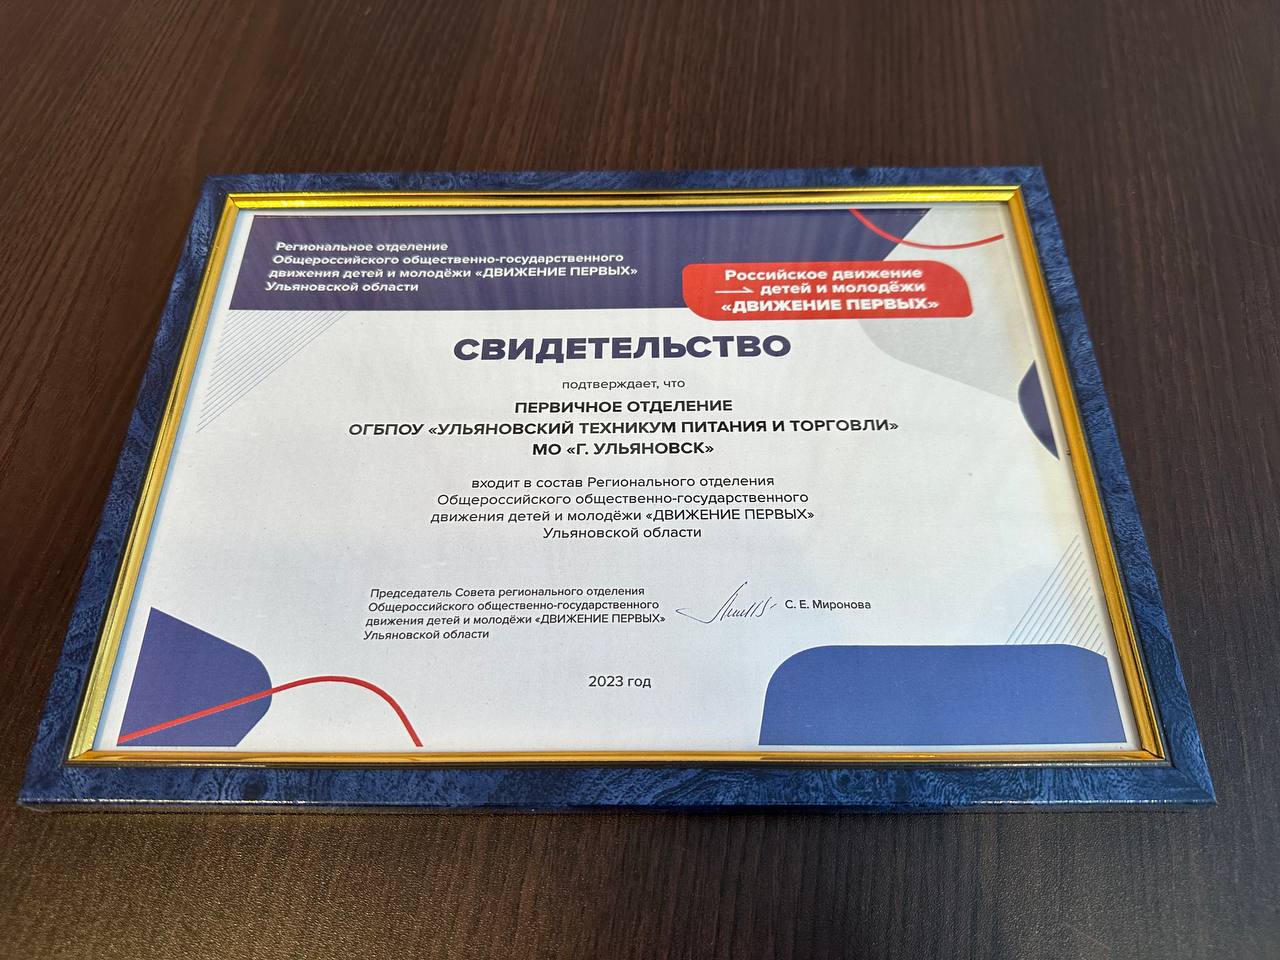 Региональное отделение
Общероссийского общественно-государственного
движения детей и молодёжи «ДВИЖЕНИЕ ПЕРВЫХ»
Ульяновской области
Российское движение
детей и молодёжи
«ДВИЖЕНИЕ ПЕРВЫХ»
СВИДЕТЕЛЬСТВО
подтверждает, что
ПЕРВИЧНОЕ ОТДЕЛЕНИЕ
ОГБПОУ «УЛЬЯНОВСКИЙ ТЕХНИКУМ ПИТАНИЯ И ТОРГОВЛИ»
МО «Г. УЛЬЯНОВСК»
входит в состав Регионального отделения
Общероссийского общественно-государственного
движения детей и молодёжи «ДВИЖЕНИЕ ПЕРВЫХ»
Ульяновской области
Председатель Совета регионального отделения
Общероссийского общественно-государственного
движения детей и молодёжи «ДВИЖЕНИЕ ПЕРВЫХ»
Ульяновской области
С. Е. Миронова
2023 год